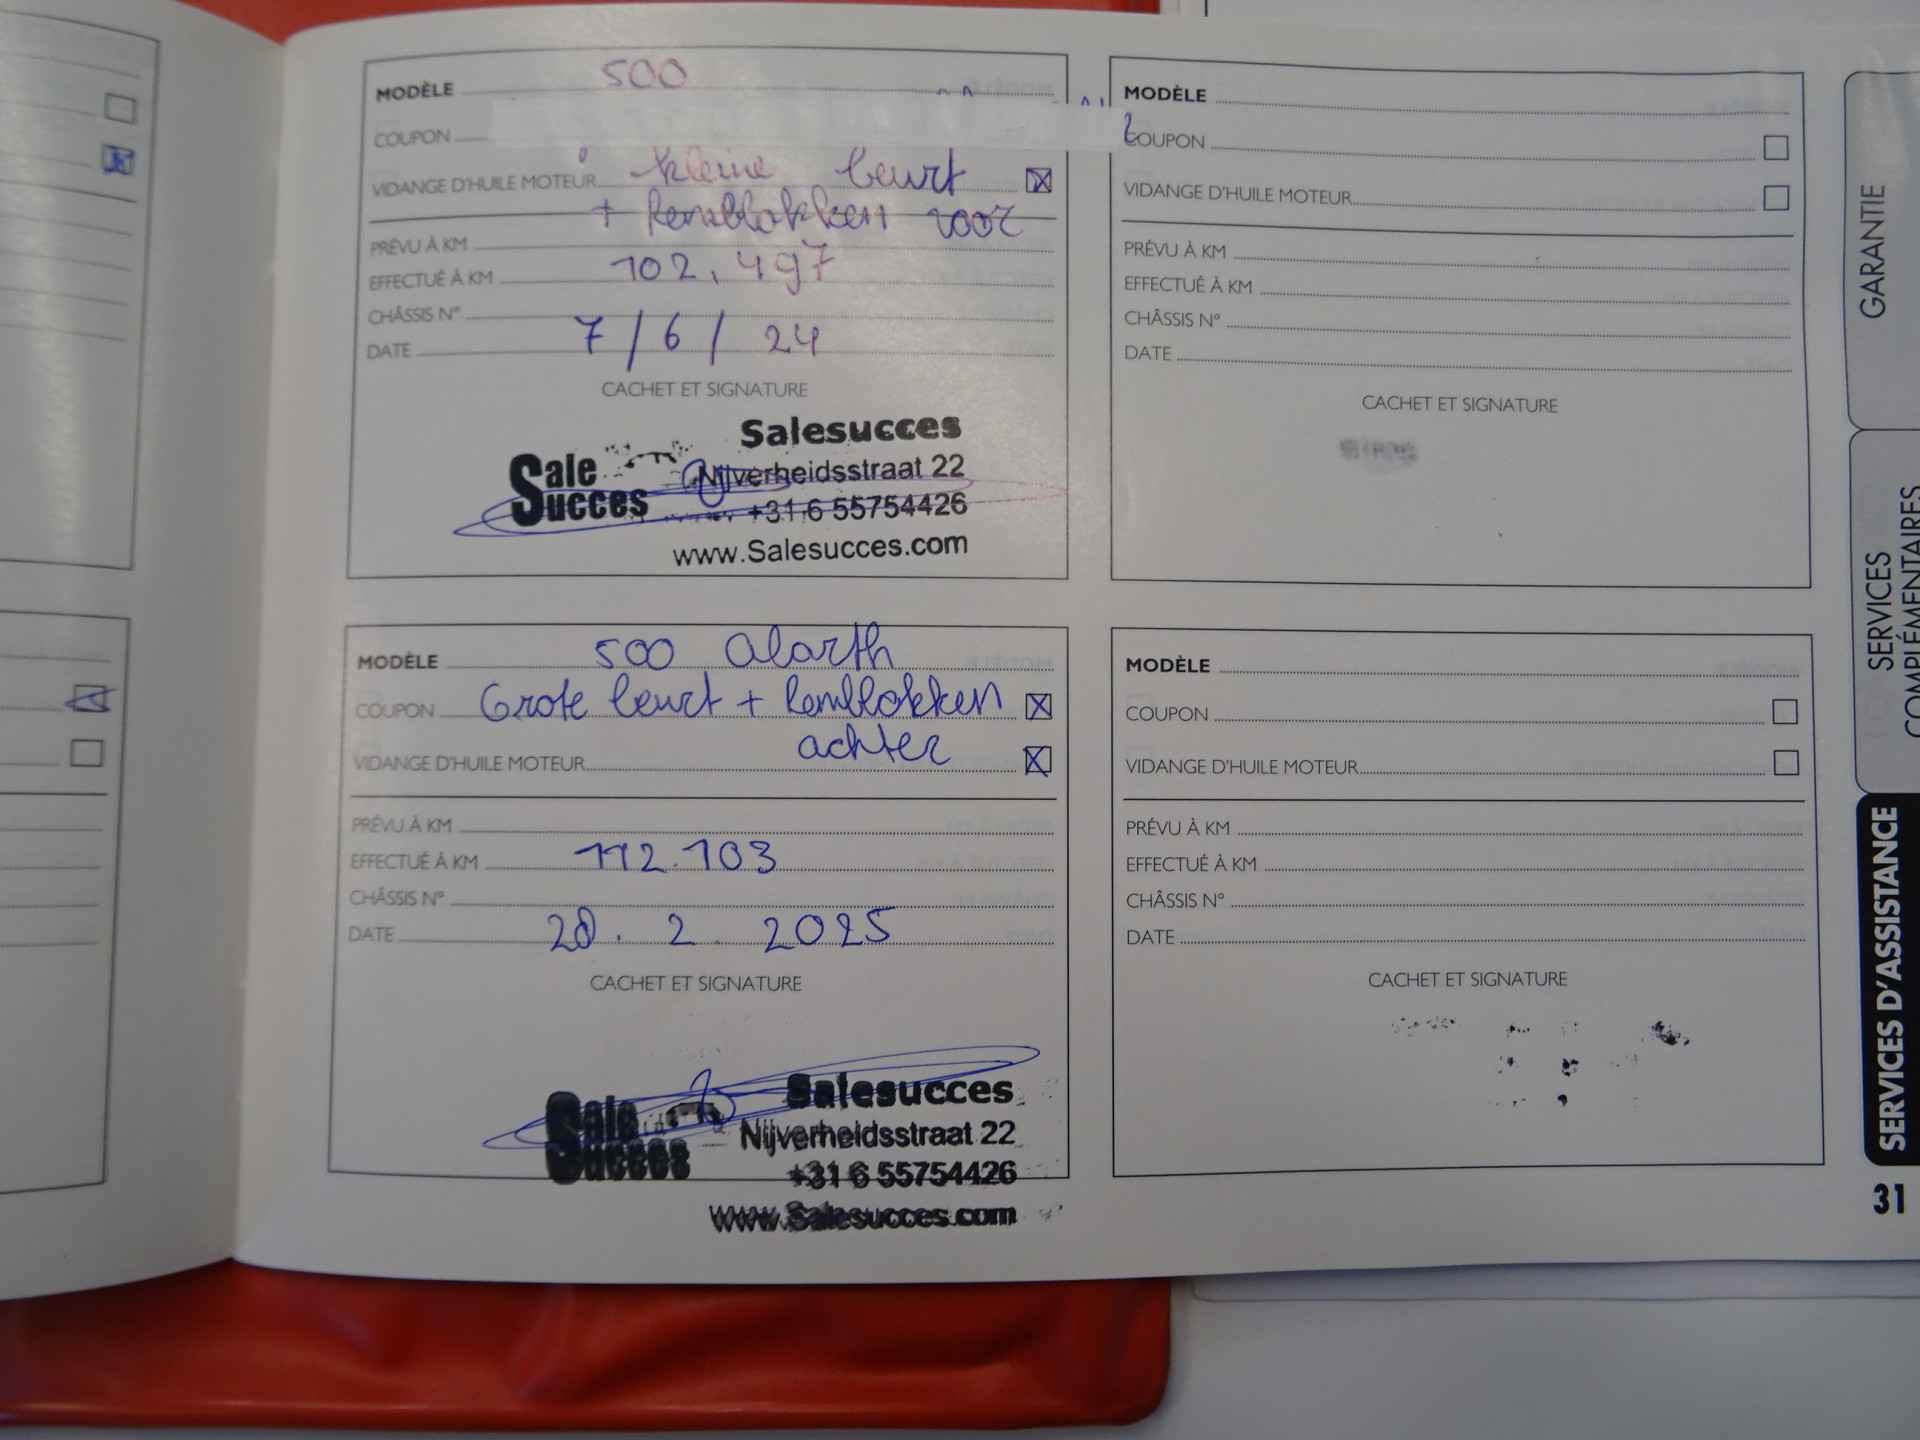 MODÈLE 500
COUPON
VIDANGE D'HUILE MOTEUR kleine beurt
+ Remblokken voor
PRÉVU À KM
EFFECTUÉ À KM 102.497
CHÂSSIS N°
DATE 7/6/24
CACHET ET SIGNATURE
Sale Succes
Salesucces
Nijverheidsstraat 22
+31 6 55754426
www.Salesucces.com
MODÈLE
COUPON
VIDANGE D'HUILE MOTEUR
PRÉVU À KM
EFFECTUÉ À KM
CHÂSSIS N°
DATE
CACHET ET SIGNATURE
MODÈLE 500 Abarth
COUPON Grote beurt + Remblokken
achter
VIDANGE D'HUILE MOTEUR
PRÉVU À KM
EFFECTUÉ À KM 112.103
CHÂSSIS N°
DATE 28.2.2025
CACHET ET SIGNATURE
Sale Succes
Salesucces
Nijverheidsstraat 22
+31 6 55754426
www.Salesucces.com
MODÈLE
COUPON
VIDANGE D'HUILE MOTEUR
PRÉVU À KM
EFFECTUÉ À KM
CHÂSSIS N°
DATE
CACHET ET SIGNATURE
GARANTIE
SERVICES
COMPLÉMENTAIRES
SERVICES D'ASSISTANCE
31